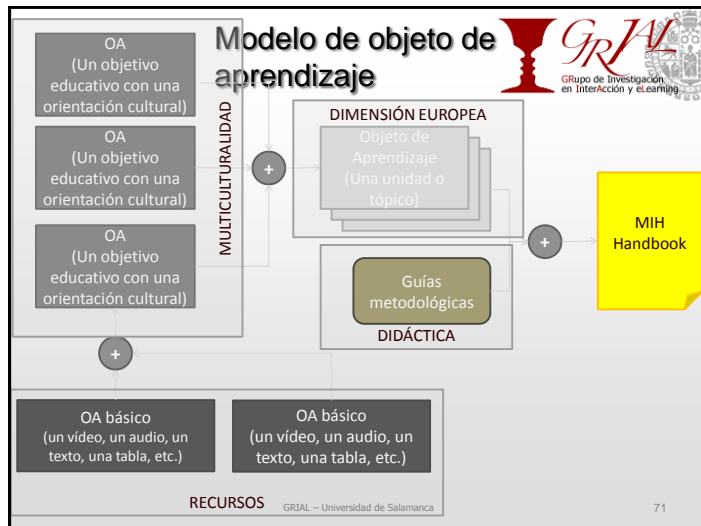 Modelo de objeto de
aprendizaje
GRIAL
GRupo de Investigación
en InterAcción y eLearning
OA
(Un objetivo
educativo con una
orientación cultural)
OA
(Un objetivo
educativo con una
orientación cultural)
OA
(Un objetivo
educativo con una
orientación cultural)
MULTICULTURALIDAD
+
DIMENSIÓN EUROPEA
Objeto de
Aprendizaje
(Una unidad o
tópico)
+
MIH
Handbook
Guías
metodológicas
DIDÁCTICA
+
OA básico
(un vídeo, un audio, un
texto, una tabla, etc.)
OA básico
(un vídeo, un audio, un
texto, una tabla, etc.)
RECURSOS
GRIAL – Universidad de Salamanca
71